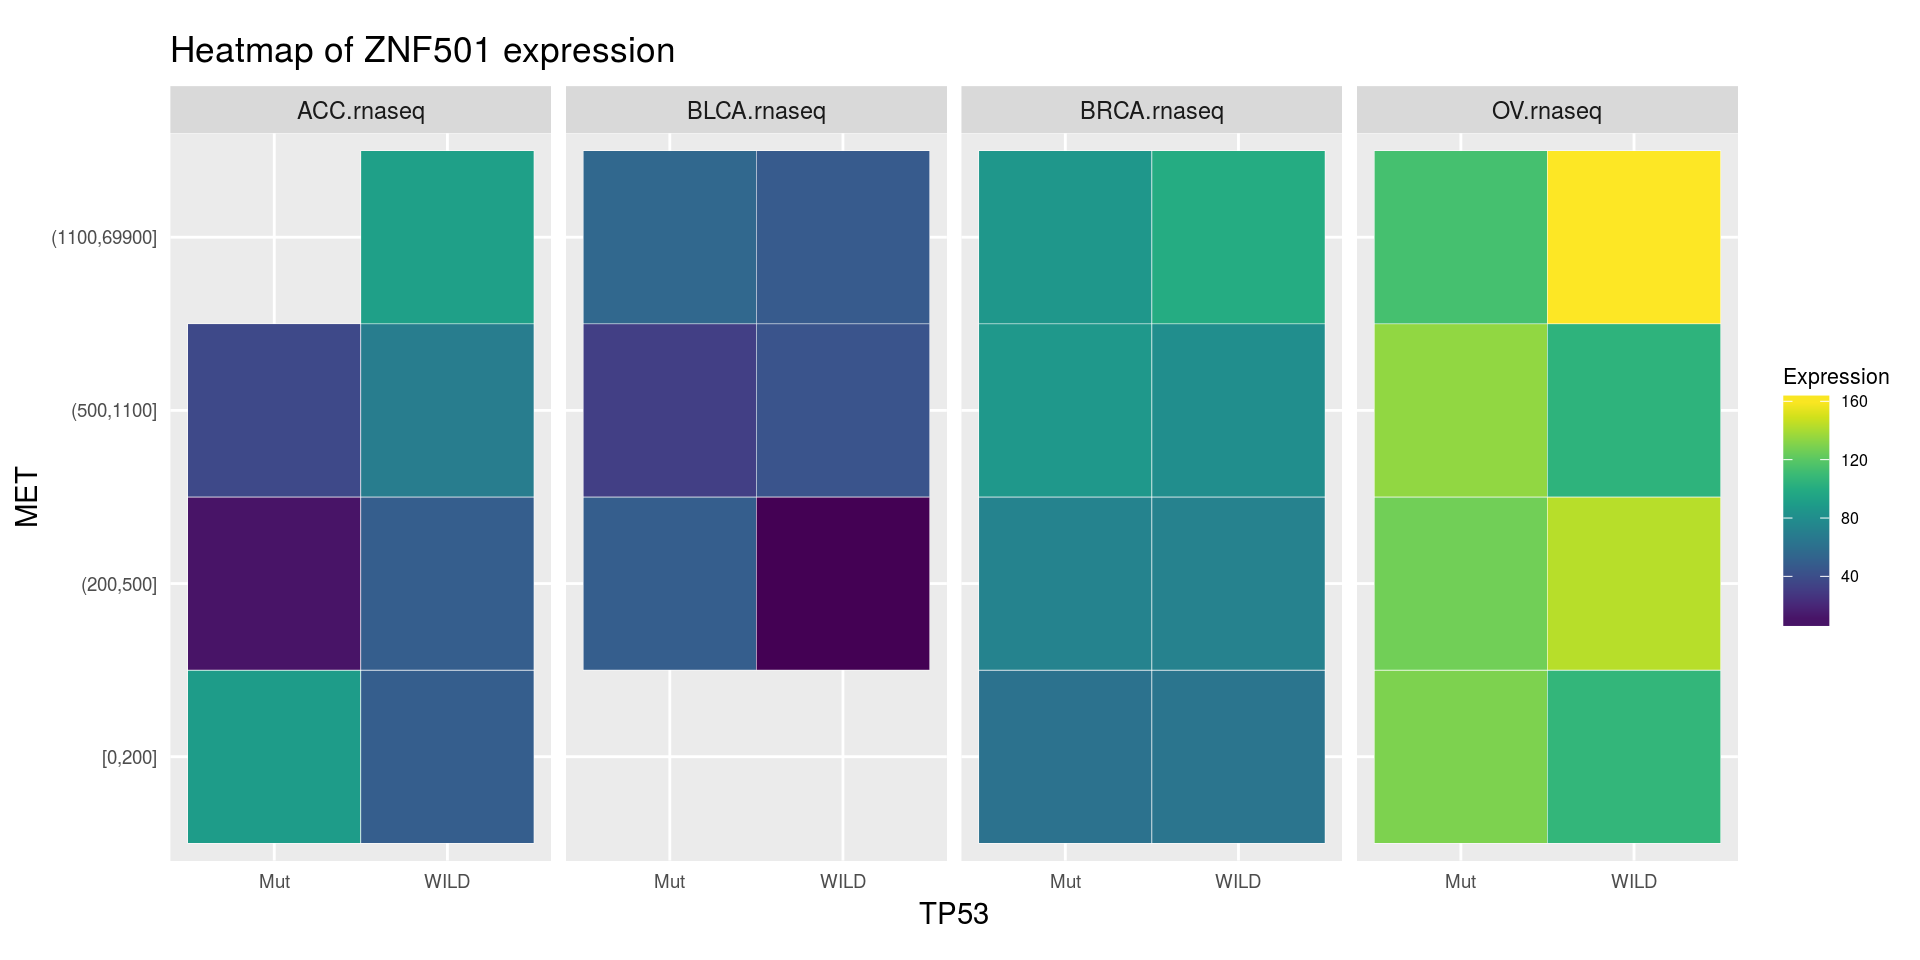 Heatmap of ZNF501 expression
ACC.rnaseq
BLCA.rnaseq
BRCA.rnaseq
OV.rnaseq
MET
(1100,69900]
(500,1100]
(200,500]
[0,200]
Mut
WILD
Mut
WILD
Mut
WILD
Mut
WILD
TP53
Expression
160
120
80
40